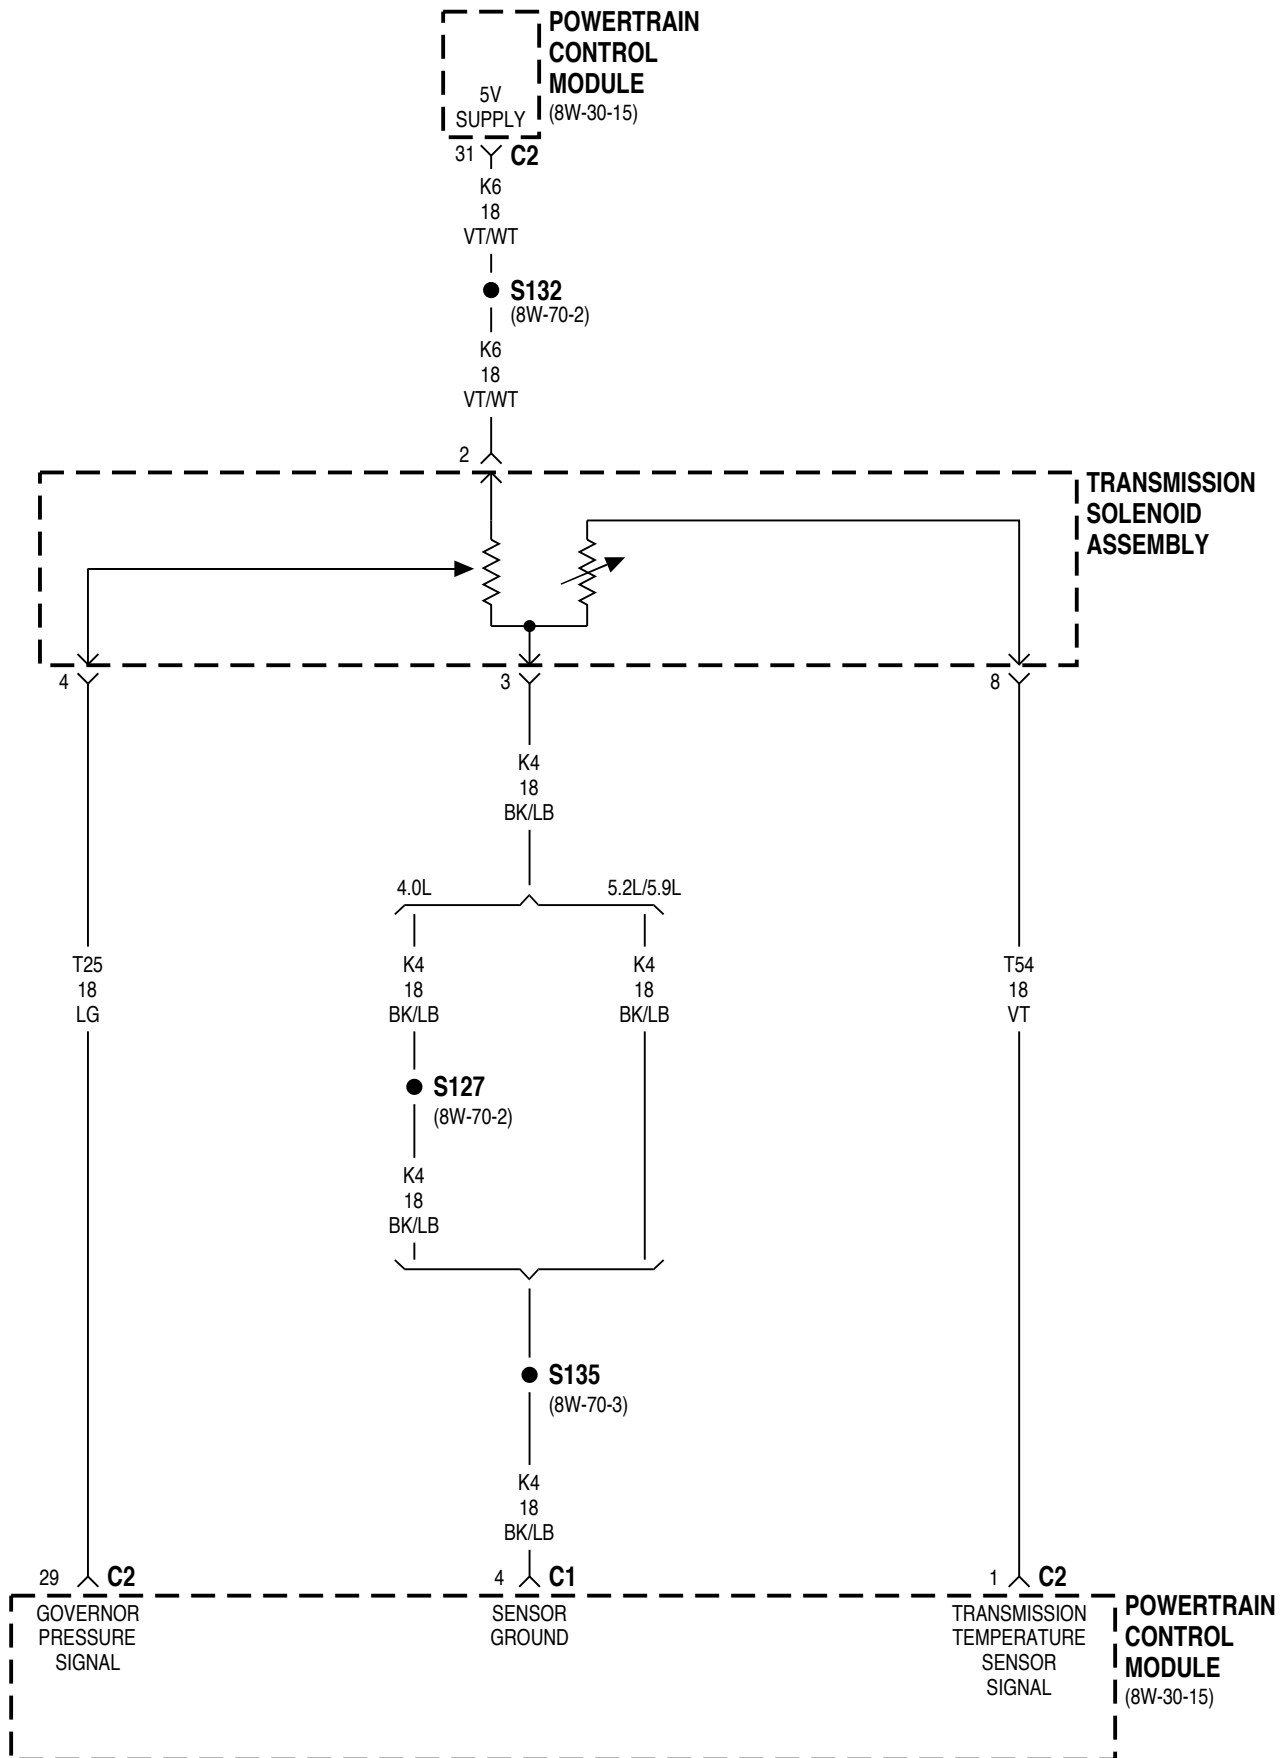 POWERTRAIN
CONTROL
MODULE
(8W-30-15)
5V
SUPPLY
31 C2
K6
18
VT/WT
S132
(8W-70-2)
K6
18
VT/WT
2
TRANSMISSION
SOLENOID
ASSEMBLY
4 3 8
K4
18
BK/LB
4.0L 5.2L/5.9L
T25
18
LG
K4
18
BK/LB
K4
18
BK/LB
T54
18
VT
S127
(8W-70-2)
K4
18
BK/LB
S135
(8W-70-3)
K4
18
BK/LB
29 C2 4 C1 1 C2
GOVERNOR
PRESSURE
SIGNAL
SENSOR
GROUND
TRANSMISSION
TEMPERATURE
SENSOR
SIGNAL
POWERTRAIN
CONTROL
MODULE
(8W-30-15)